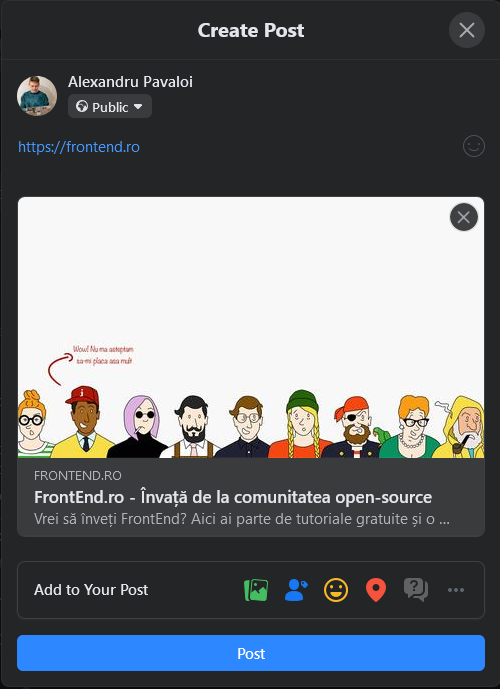 Create Post
Alexandru Pavaloi
Public
https://frontend.ro
Wow! Nu ma asteptam
sa-mi placa asa mult
FRONTEND.RO
FrontEnd.ro - Învață de la comunitatea open-source
Vrei să înveți FrontEnd? Aici ai parte de tutoriale gratuite și o ...
Add to Your Post
Post